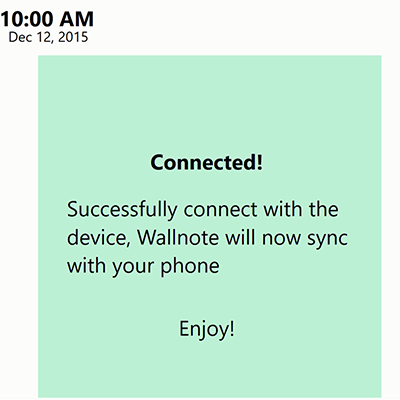 10:00 AM
Dec 12, 2015
Connected!
Successfully connect with the
device, Wallnote will now sync
with your phone
Enjoy!